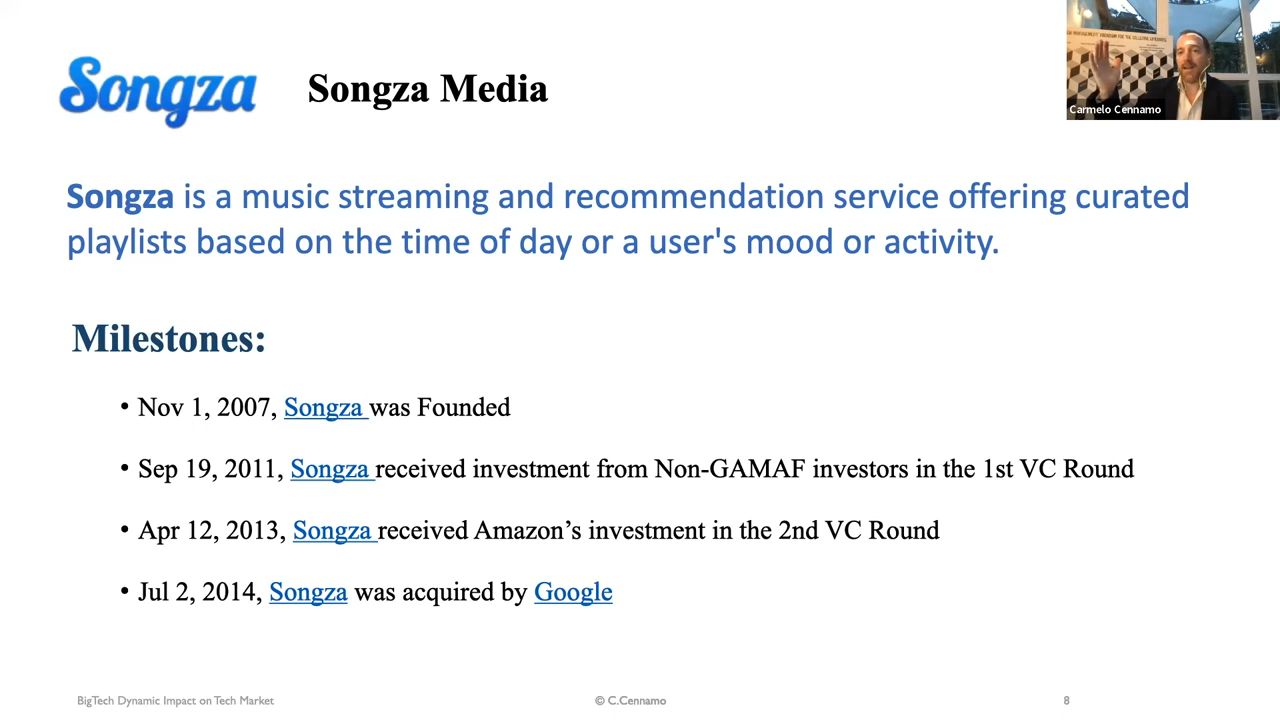 Songza
Songza Media
Carmelo Cennamo
Songza is a music streaming and recommendation service offering curated
playlists based on the time of day or a user's mood or activity.
Milestones:
• Nov 1, 2007, Songza was Founded
• Sep 19, 2011, Songza received investment from Non-GAMAF investors in the 1st VC Round
• Apr 12, 2013, Songza received Amazon’s investment in the 2nd VC Round
• Jul 2, 2014, Songza was acquired by Google
BigTech Dynamic Impact on Tech Market
© C.Cennamo
8